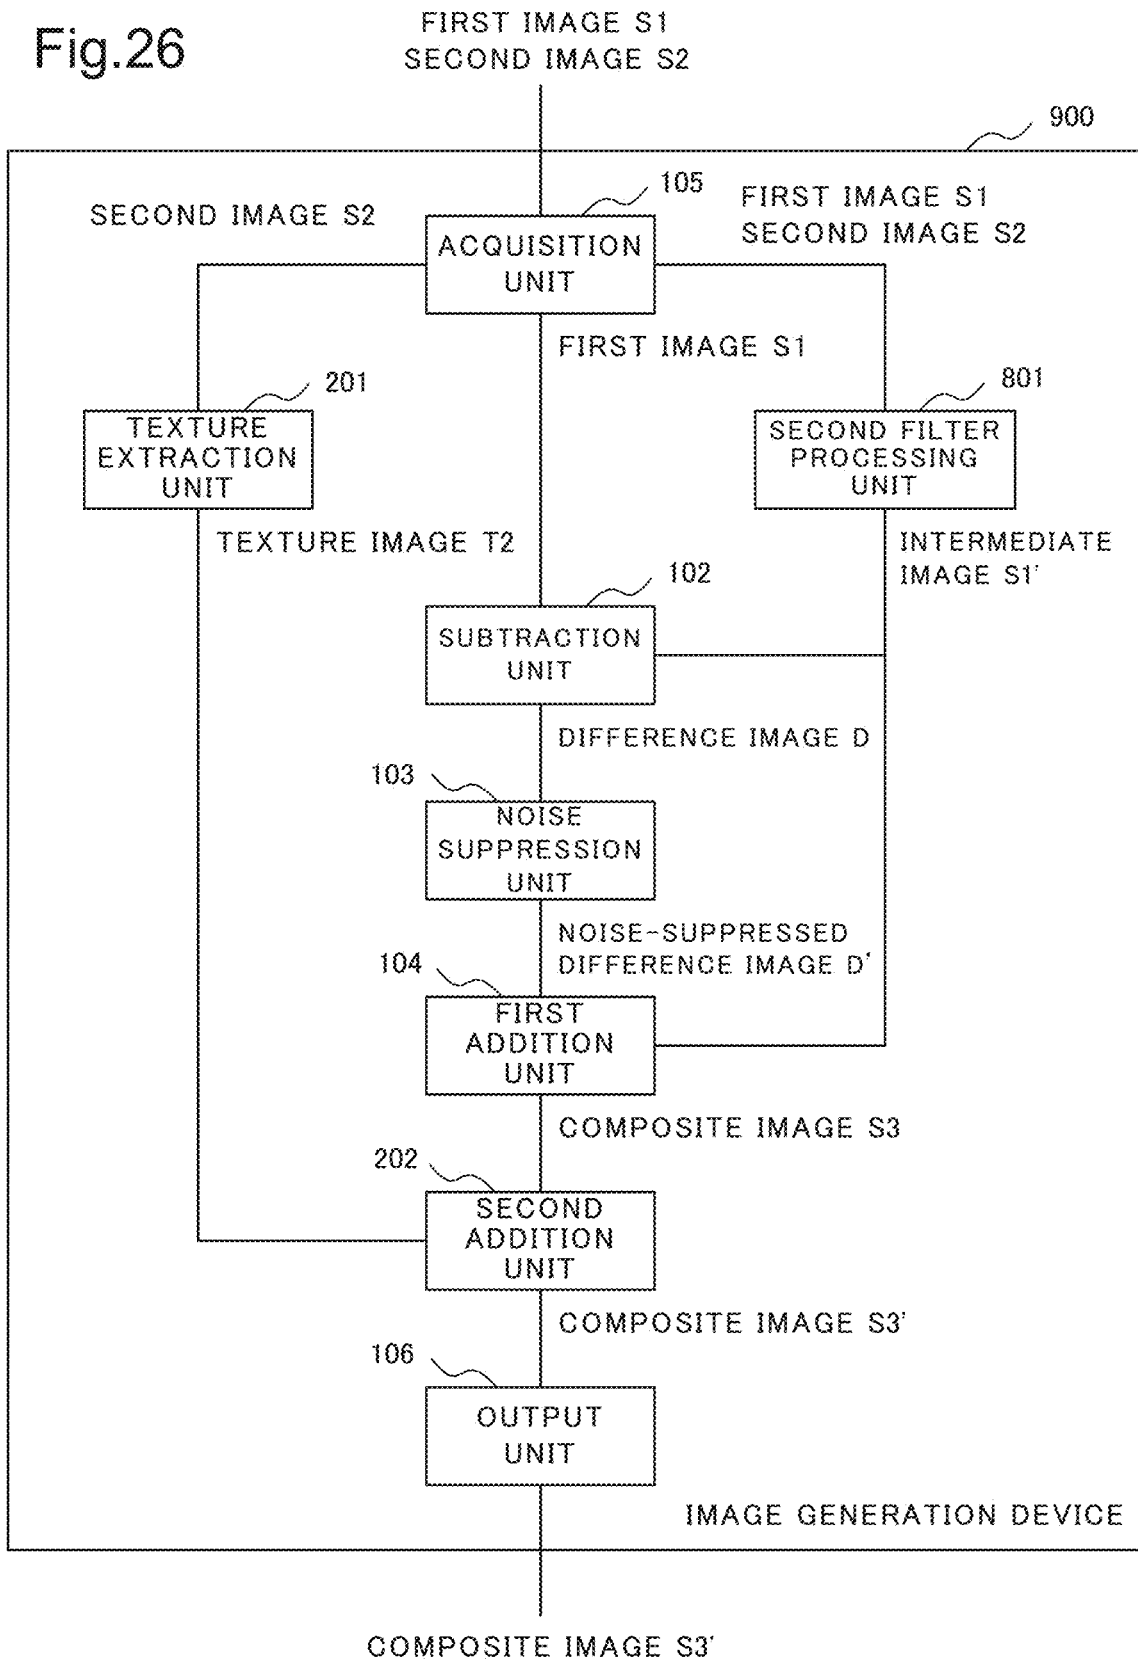 Fig.26
FIRST IMAGE S1
SECOND IMAGE S2
900
105
SECOND IMAGE S2
FIRST IMAGE S1
SECOND IMAGE S2
ACQUISITION
UNIT
FIRST IMAGE S1
201
801
TEXTURE
EXTRACTION
UNIT
SECOND FILTER
PROCESSING
UNIT
TEXTURE IMAGE T2
INTERMEDIATE
IMAGE S1'
102
SUBTRACTION
UNIT
DIFFERENCE IMAGE D
103
NOISE
SUPPRESSION
UNIT
NOISE-SUPPRESSED
DIFFERENCE IMAGE D'
104
FIRST
ADDITION
UNIT
COMPOSITE IMAGE S3
202
SECOND
ADDITION
UNIT
COMPOSITE IMAGE S3'
106
OUTPUT
UNIT
IMAGE GENERATION DEVICE
COMPOSITE IMAGE S3'